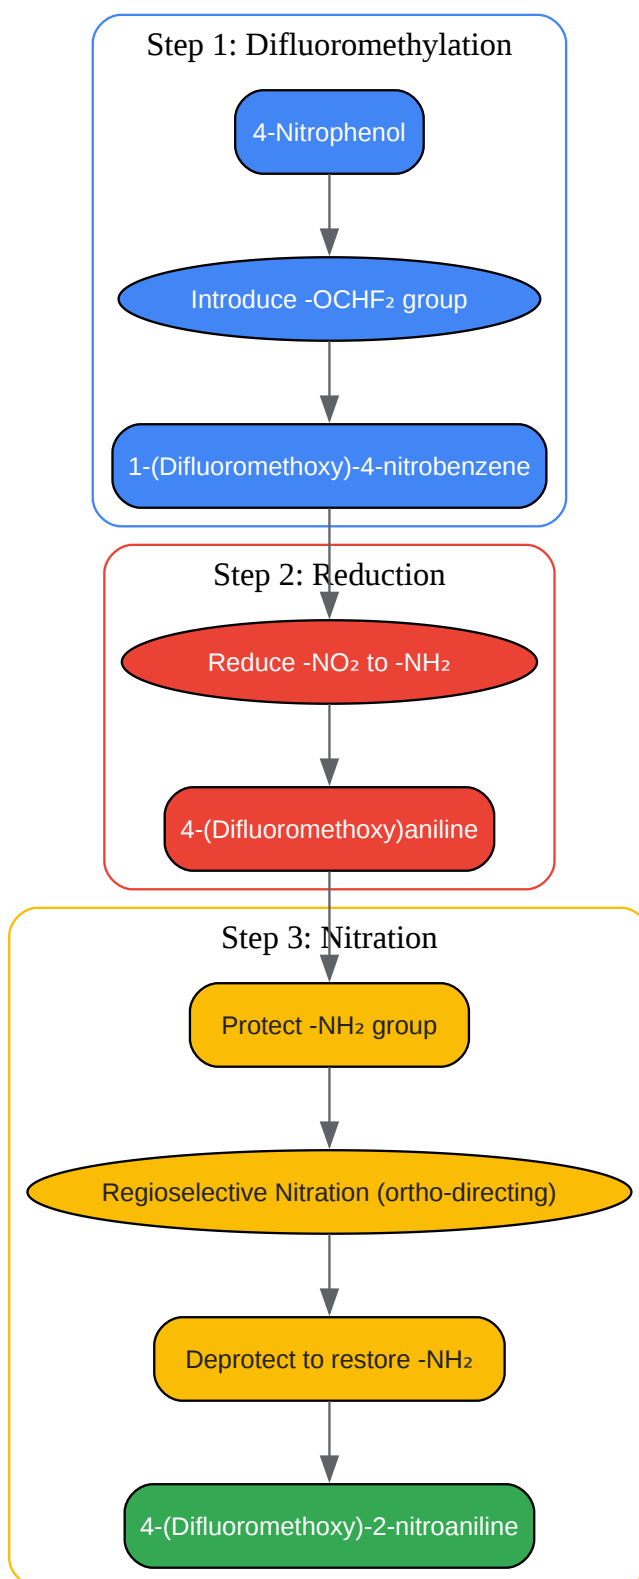 Step 1: Difluoromethylation
4-Nitrophenol
Introduce -OCHF₂ group
1-(Difluoromethoxy)-4-nitrobenzene
Step 2: Reduction
Reduce -NO₂ to -NH₂
4-(Difluoromethoxy)aniline
Step 3: Nitration
Protect -NH₂ group
Regioselective Nitration (ortho-directing)
Deprotect to restore -NH₂
4-(Difluoromethoxy)-2-nitroaniline